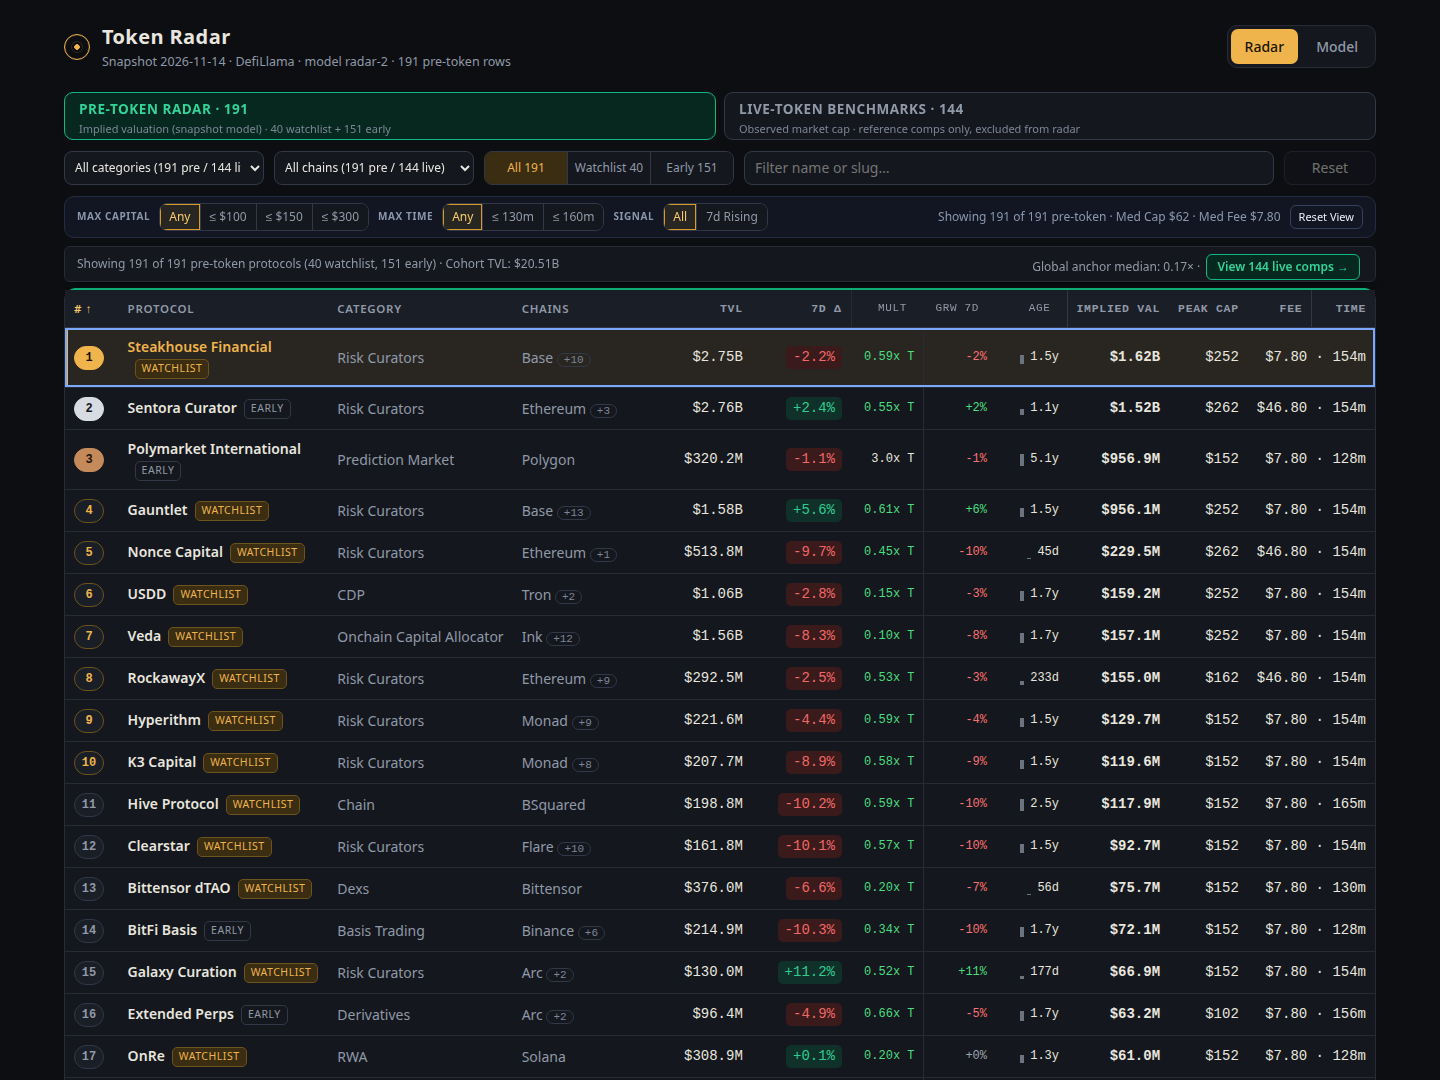 Token Radar
Snapshot 2026-11-14 · DefiLlama · model radar-2 · 191 pre-token rows
Radar Model
PRE-TOKEN RADAR · 191
Implied valuation (snapshot model) · 40 watchlist + 151 early
LIVE-TOKEN BENCHMARKS · 144
Observed market cap · reference comps only, excluded from radar
All categories (191 pre / 144 li All chains (191 pre / 144 live) All 191 Watchlist 40 Early 151 Filter name or slug... Reset
MAX CAPITAL Any ≤ $100 ≤ $150 ≤ $300 MAX TIME Any ≤ 130m ≤ 160m SIGNAL All 7d Rising Showing 191 of 191 pre-token · Med Cap $62 · Med Fee $7.80 Reset View
Showing 191 of 191 pre-token protocols (40 watchlist, 151 early) · Cohort TVL: $20.51B Global anchor median: 0.17× · View 144 live comps →
# ↑ PROTOCOL CATEGORY CHAINS TVL 7D Δ MULT GRW 7D AGE IMPLIED VAL PEAK CAP FEE TIME
1 Steakhouse Financial WATCHLIST Risk Curators Base +10 $2.75B -2.2% 0.59x T -2% 1.5y $1.62B $252 $7.80 · 154m
2 Sentora Curator EARLY Risk Curators Ethereum +3 $2.76B +2.4% 0.55x T +2% 1.1y $1.52B $262 $46.80 · 154m
3 Polymarket International EARLY Prediction Market Polygon $320.2M -1.1% 3.0x T -1% 5.1y $956.9M $152 $7.80 · 128m
4 Gauntlet WATCHLIST Risk Curators Base +13 $1.58B +5.6% 0.61x T +6% 1.5y $956.1M $252 $7.80 · 154m
5 Nonce Capital WATCHLIST Risk Curators Ethereum +1 $513.8M -9.7% 0.45x T -10% 45d $229.5M $262 $46.80 · 154m
6 USDD WATCHLIST CDP Tron +2 $1.06B -2.8% 0.15x T -3% 1.7y $159.2M $252 $7.80 · 154m
7 Veda WATCHLIST Onchain Capital Allocator Ink +12 $1.56B -8.3% 0.10x T -8% 1.7y $157.1M $252 $7.80 · 154m
8 RockawayX WATCHLIST Risk Curators Ethereum +9 $292.5M -2.5% 0.53x T -3% 233d $155.0M $162 $46.80 · 154m
9 Hyperithm WATCHLIST Risk Curators Monad +9 $221.6M -4.4% 0.59x T -4% 1.5y $129.7M $152 $7.80 · 154m
10 K3 Capital WATCHLIST Risk Curators Monad +8 $207.7M -8.9% 0.58x T -9% 1.5y $119.6M $152 $7.80 · 154m
11 Hive Protocol WATCHLIST Chain BSquared $198.8M -10.2% 0.59x T -10% 2.5y $117.9M $152 $7.80 · 165m
12 Clearstar WATCHLIST Risk Curators Flare +10 $161.8M -10.1% 0.57x T -10% 1.5y $92.7M $152 $7.80 · 154m
13 Bittensor dTAO WATCHLIST Dexs Bittensor $376.0M -6.6% 0.20x T -7% 56d $75.7M $152 $7.80 · 130m
14 BitFi Basis EARLY Basis Trading Binance +6 $214.9M -10.3% 0.34x T -10% 1.7y $72.1M $152 $7.80 · 128m
15 Galaxy Curation WATCHLIST Risk Curators Arc +2 $130.0M +11.2% 0.52x T +11% 177d $66.9M $152 $7.80 · 154m
16 Extended Perps EARLY Derivatives Arc +2 $96.4M -4.9% 0.66x T -5% 1.7y $63.2M $102 $7.80 · 156m
17 OnRe WATCHLIST RWA Solana $308.9M +0.1% 0.20x T +0% 1.3y $61.0M $152 $7.80 · 128m